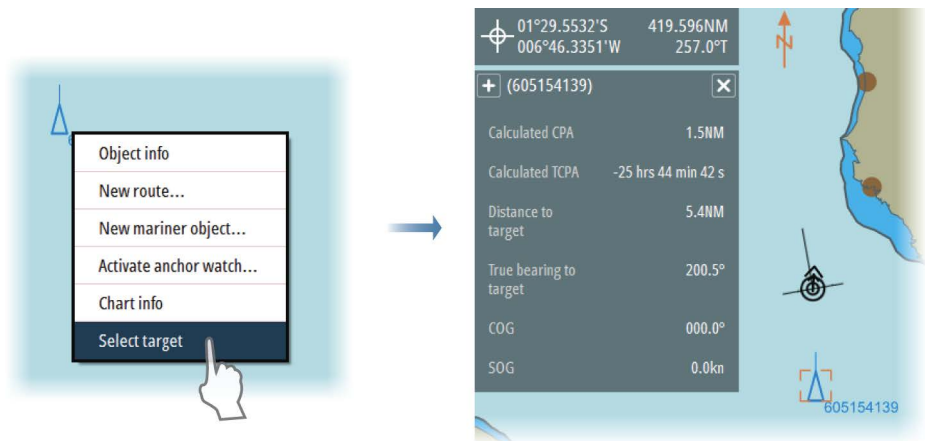 6
Object info
New route...
New mariner object...
Activate anchor watch...
Chart info
Select target
01°29.5532'S 419.596NM
006°46.3351'W 257.0°T
N
+ (605154139)
Calculated CPA 1.5NM
Calculated TCPA -25 hrs 44 min 42 s
Distance to 5.4NM
target
True bearing to 200.5°
target
COG 000.0°
SOG 0.0kn
605154139